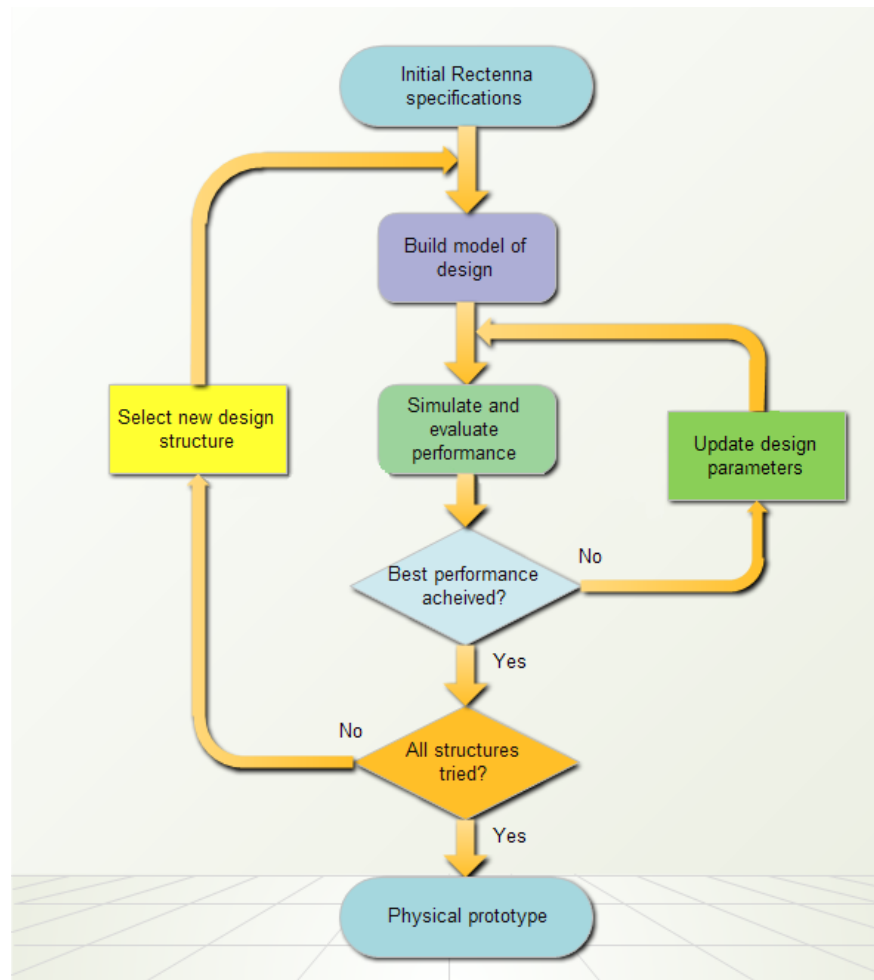 Initial Rectenna
specifications
Build model of
design
Simulate and
evaluate
performance
Select new design
structure
Update design
parameters
Best performance
acheived?
No
Yes
No
All structures
tried?
Yes
Physical prototype